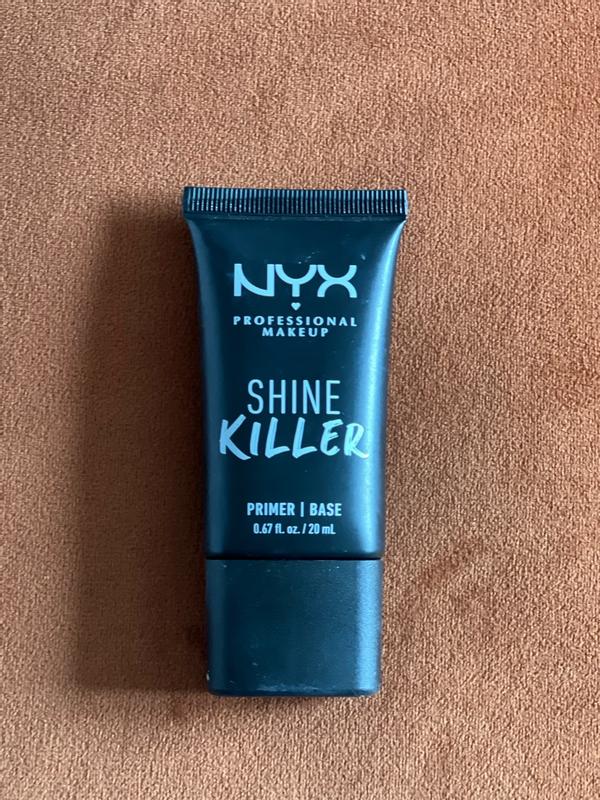 NYX
PROFESSIONAL
MAKEUP
SHINE
KILLER
PRIMER | BASE
0.67 fl. oz. / 20 mL